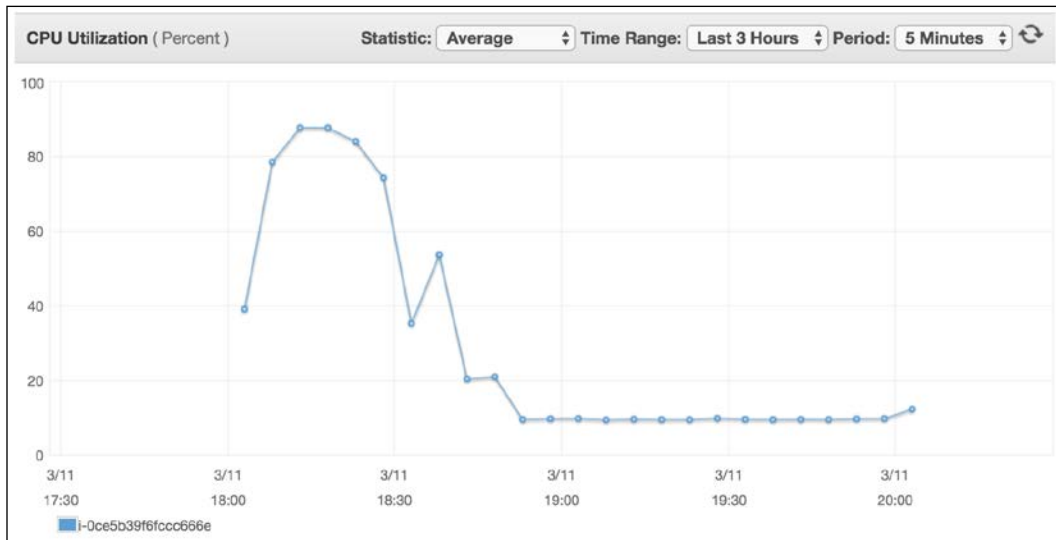 CPU Utilization ( Percent ) Statistic: Average Time Range: Last 3 Hours Period: 5 Minutes
100
80
60
40
20
0
3/11 3/11 3/11 3/11 3/11 3/11
17:30 18:00 18:30 19:00 19:30 20:00
i-0ce5b39f6fccc666e